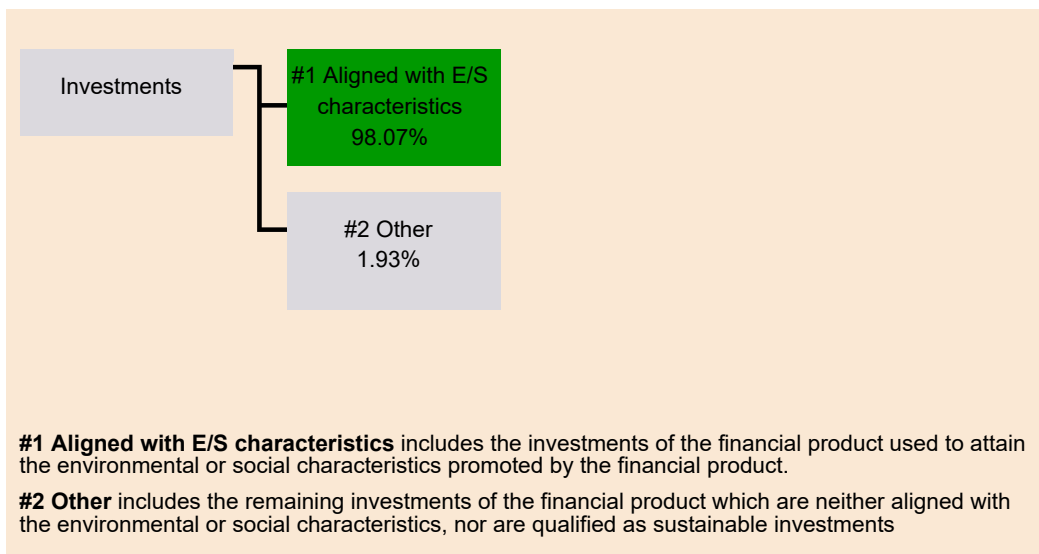 Investments
#1 Aligned with E/S
characteristics
98.07%
#2 Other
1.93%
#1 Aligned with E/S characteristics includes the investments of the financial product used to attain
the environmental or social characteristics promoted by the financial product.
#2 Other includes the remaining investments of the financial product which are neither aligned with
the environmental or social characteristics, nor are qualified as sustainable investments